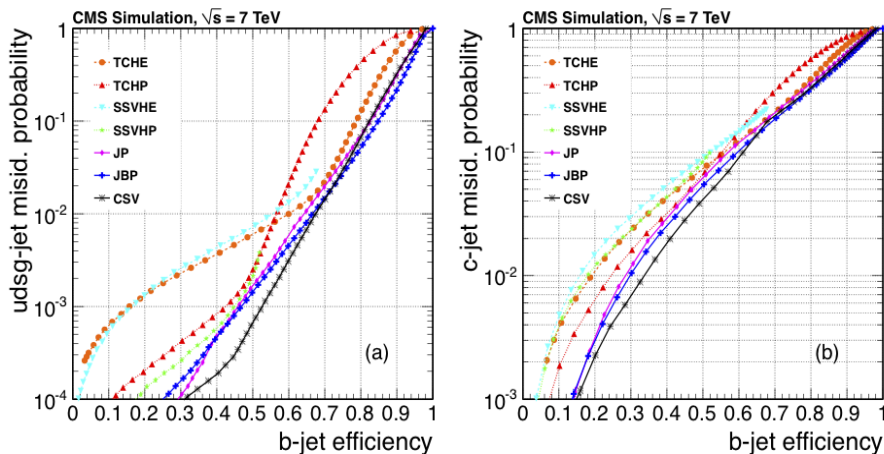 CMS Simulation, √s = 7 TeV
udsg-jet misid. probability
1
10^-1
10^-2
10^-3
10^-4
TCHE
TCHP
SSVHE
SSVHP
JP
JBP
CSV
(a)
0 0.1 0.2 0.3 0.4 0.5 0.6 0.7 0.8 0.9 1
b-jet efficiency
CMS Simulation, √s = 7 TeV
c-jet misid. probability
1
10^-1
10^-2
10^-3
TCHE
TCHP
SSVHE
SSVHP
JP
JBP
CSV
(b)
0 0.1 0.2 0.3 0.4 0.5 0.6 0.7 0.8 0.9 1
b-jet efficiency